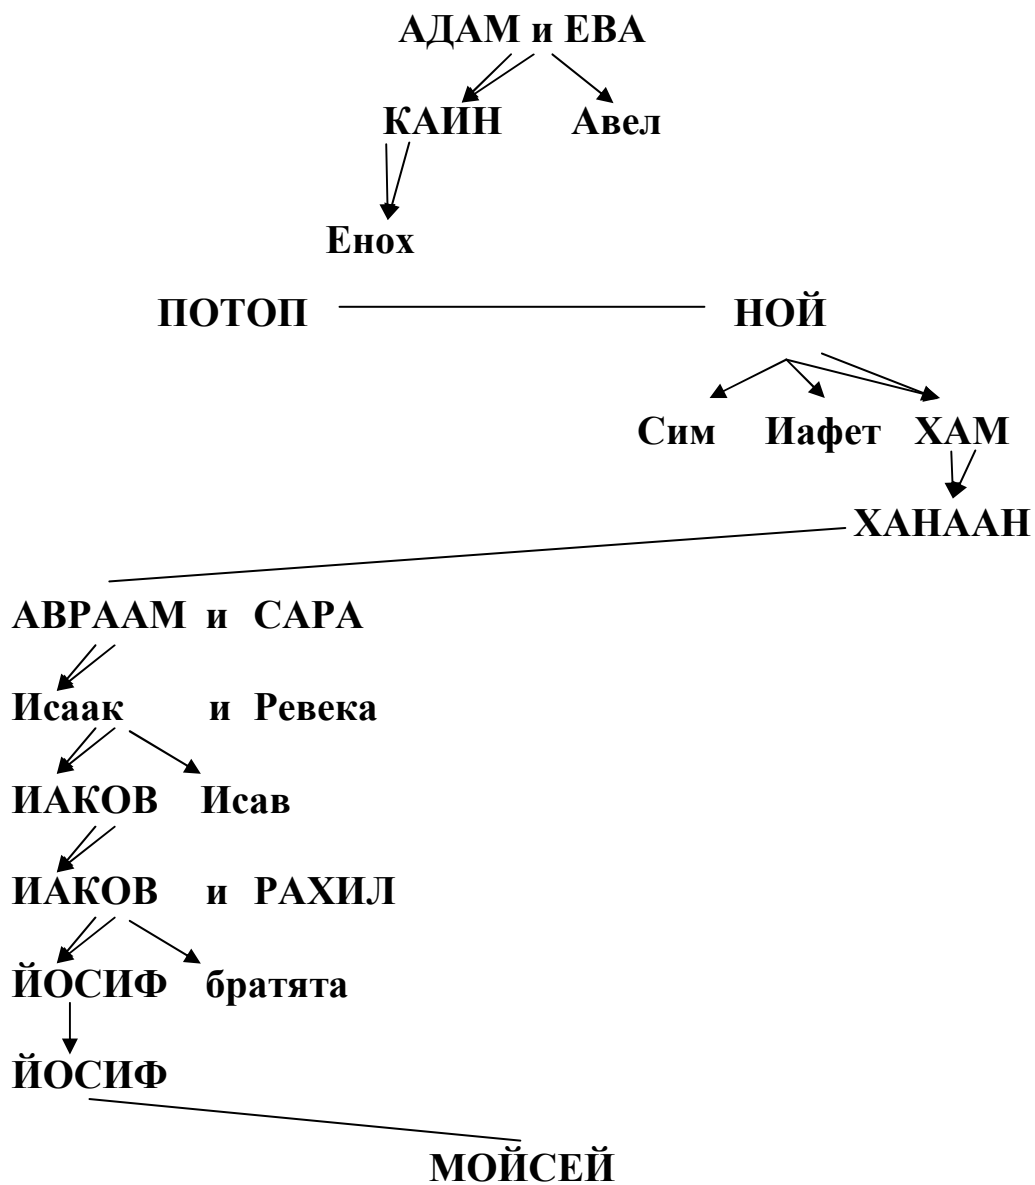 АДАМ и ЕВА
КАИН Авел
Енох
ПОТОП НОЙ
Сим Иафет ХАМ
ХАНААН
АВРААМ и САРА
Исаак и Ревека
ИАКОВ Исав
ИАКОВ и РАХИЛ
ЙОСИФ братята
ЙОСИФ
МОЙСЕЙ